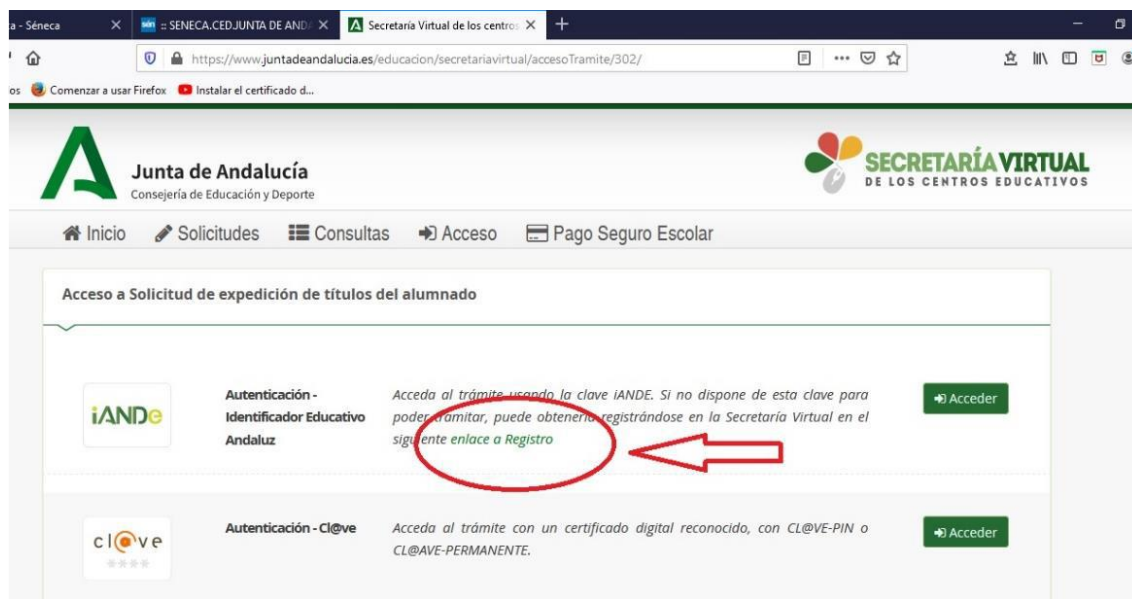 a - Séneca
sén :: SENECA.CED.JUNTA DE AND
Secretaría Virtual de los centros
https://www.juntadeandalucia.es/educacion/secretariavirtual/accesoTramite/302/
os Comenzar a usar Firefox Instalar el certificado d...
Junta de Andalucía
Consejería de Educación y Deporte
SECRETARÍA VIRTUAL
DE LOS CENTROS EDUCATIVOS
Inicio Solicitudes Consultas Acceso Pago Seguro Escolar
Acceso a Solicitud de expedición de títulos del alumnado
iANDe
Autenticación -
Identificador Educativo
Andaluz
Acceda al trámite usando la clave iANDE. Si no dispone de esta clave para
poder tramitar, puede obtenerla registrándose en la Secretaría Virtual en el
siguiente enlace a Registro
Acceder
cl@ve
****
Autenticación - Cl@ve
Acceda al trámite con un certificado digital reconocido, con CL@VE-PIN o
CL@AVE-PERMANENTE.
Acceder